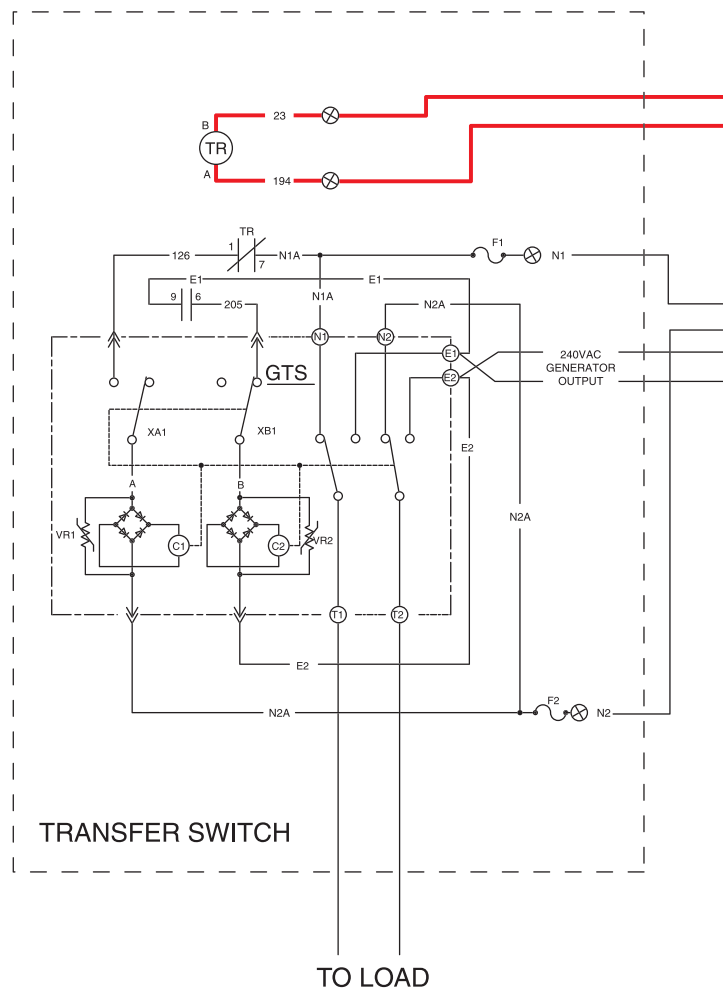 B
23
TR
A
194
TR
F1
126
1
7
N1A
N1
E1
E1
9
6
205
N1A
N2A
N1
N2
E1
240VAC
GENERATOR
OUTPUT
GTS
E2
XA1
XB1
E2
A
B
N2A
VR1
C1
C2
VR2
T1
T2
E2
F2
N2A
N2
TRANSFER SWITCH
TO LOAD